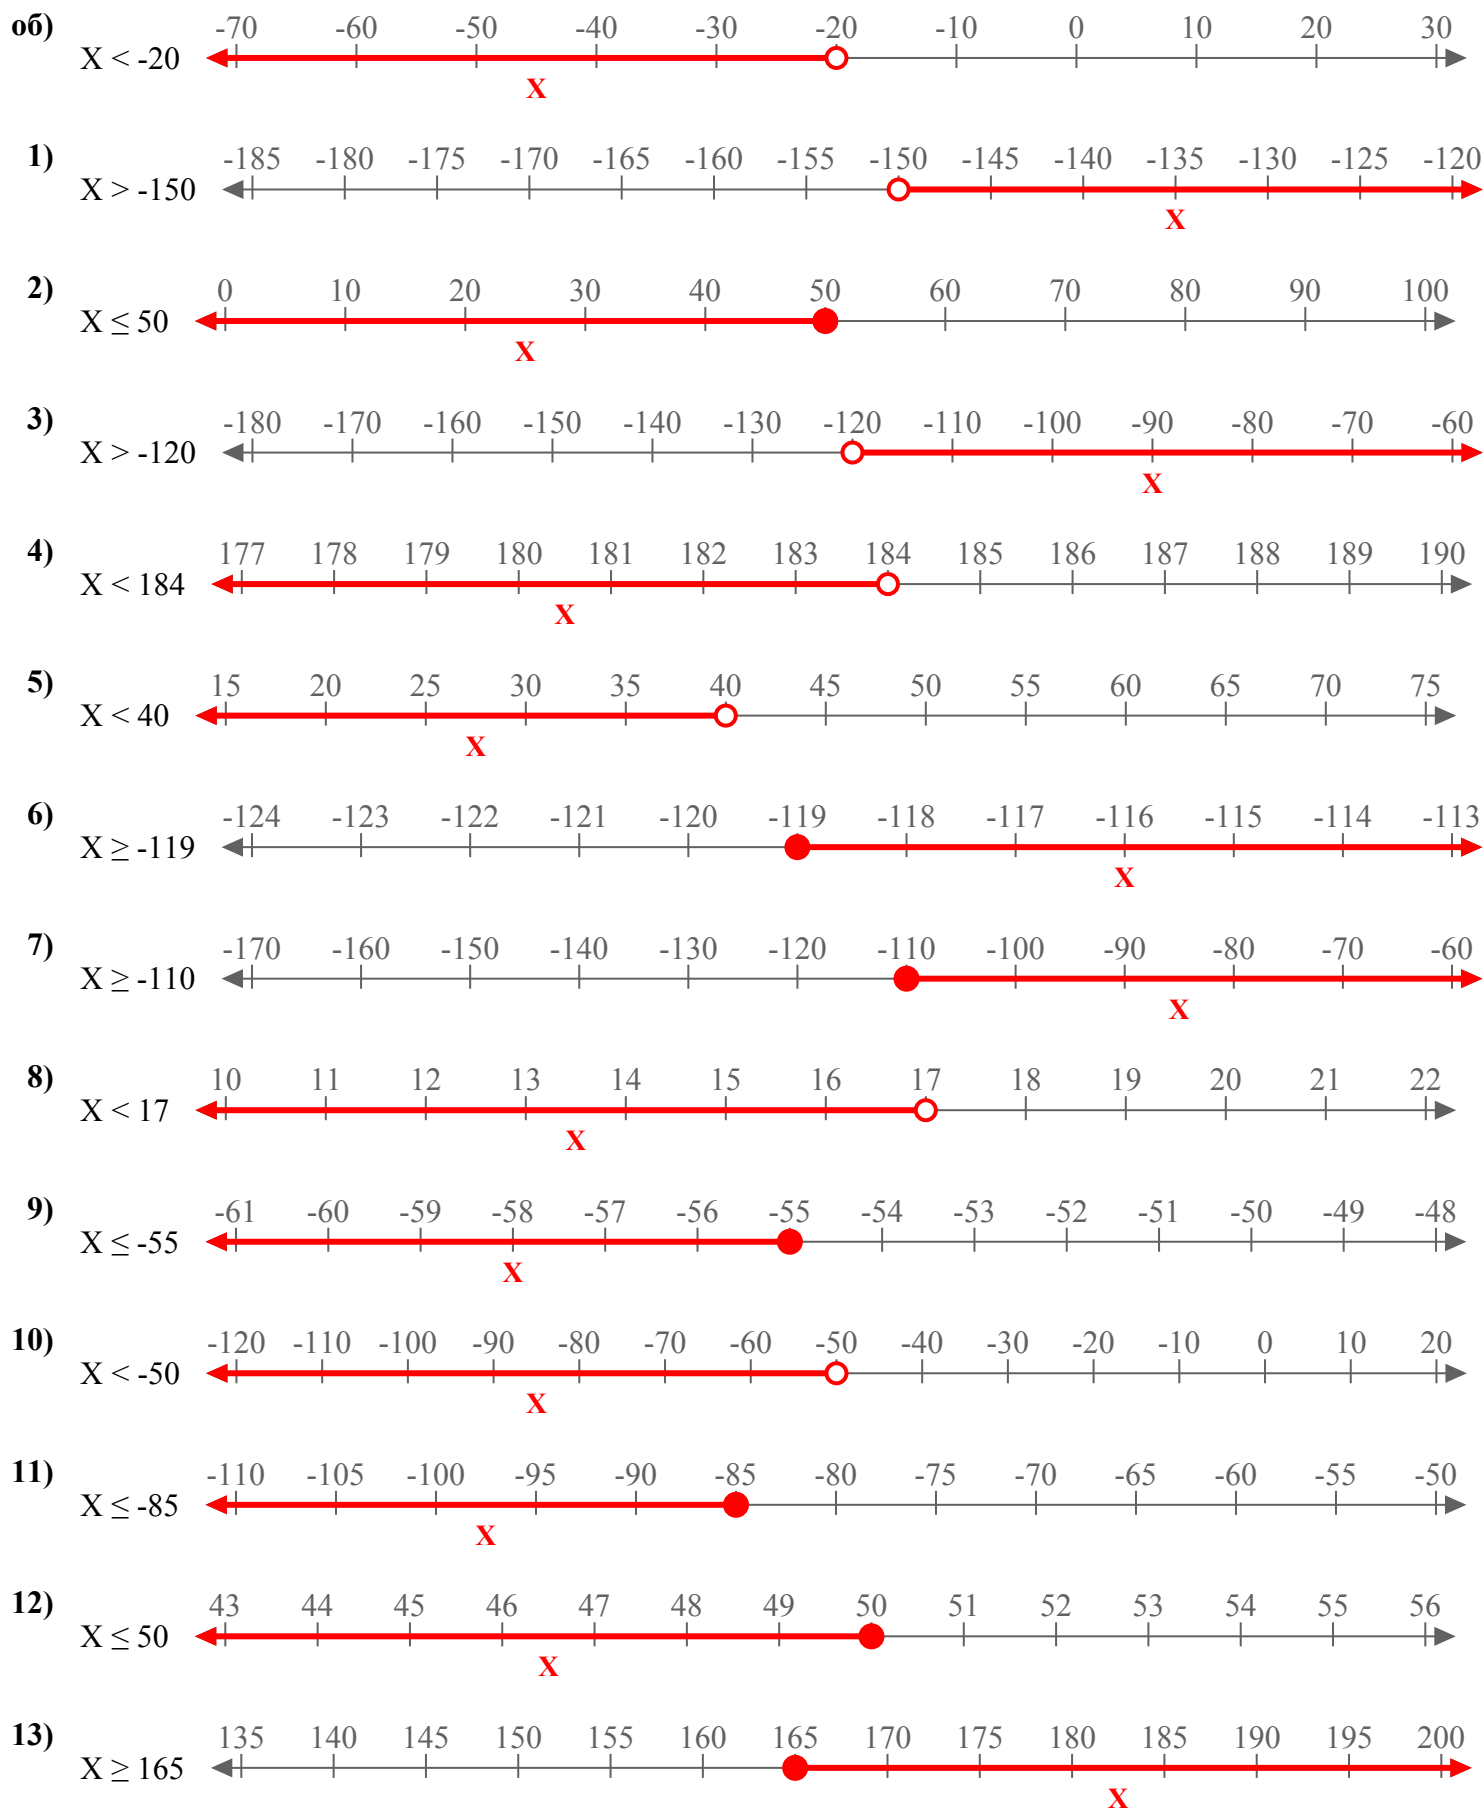 об) -70 -60 -50 -40 -30 -20 -10 0 10 20 30
X < -20
X
1) -185 -180 -175 -170 -165 -160 -155 -150 -145 -140 -135 -130 -125 -120
X > -150
X
2) 0 10 20 30 40 50 60 70 80 90 100
X ≤ 50
X
3) -180 -170 -160 -150 -140 -130 -120 -110 -100 -90 -80 -70 -60
X > -120
X
4) 177 178 179 180 181 182 183 184 185 186 187 188 189 190
X < 184
X
5) 15 20 25 30 35 40 45 50 55 60 65 70 75
X < 40
X
6) -124 -123 -122 -121 -120 -119 -118 -117 -116 -115 -114 -113
X ≥ -119
X
7) -170 -160 -150 -140 -130 -120 -110 -100 -90 -80 -70 -60
X ≥ -110
X
8) 10 11 12 13 14 15 16 17 18 19 20 21 22
X < 17
X
9) -61 -60 -59 -58 -57 -56 -55 -54 -53 -52 -51 -50 -49 -48
X ≤ -55
X
10) -120 -110 -100 -90 -80 -70 -60 -50 -40 -30 -20 -10 0 10 20
X < -50
X
11) -110 -105 -100 -95 -90 -85 -80 -75 -70 -65 -60 -55 -50
X ≤ -85
X
12) 43 44 45 46 47 48 49 50 51 52 53 54 55 56
X ≤ 50
X
13) 135 140 145 150 155 160 165 170 175 180 185 190 195 200
X ≥ 165
X